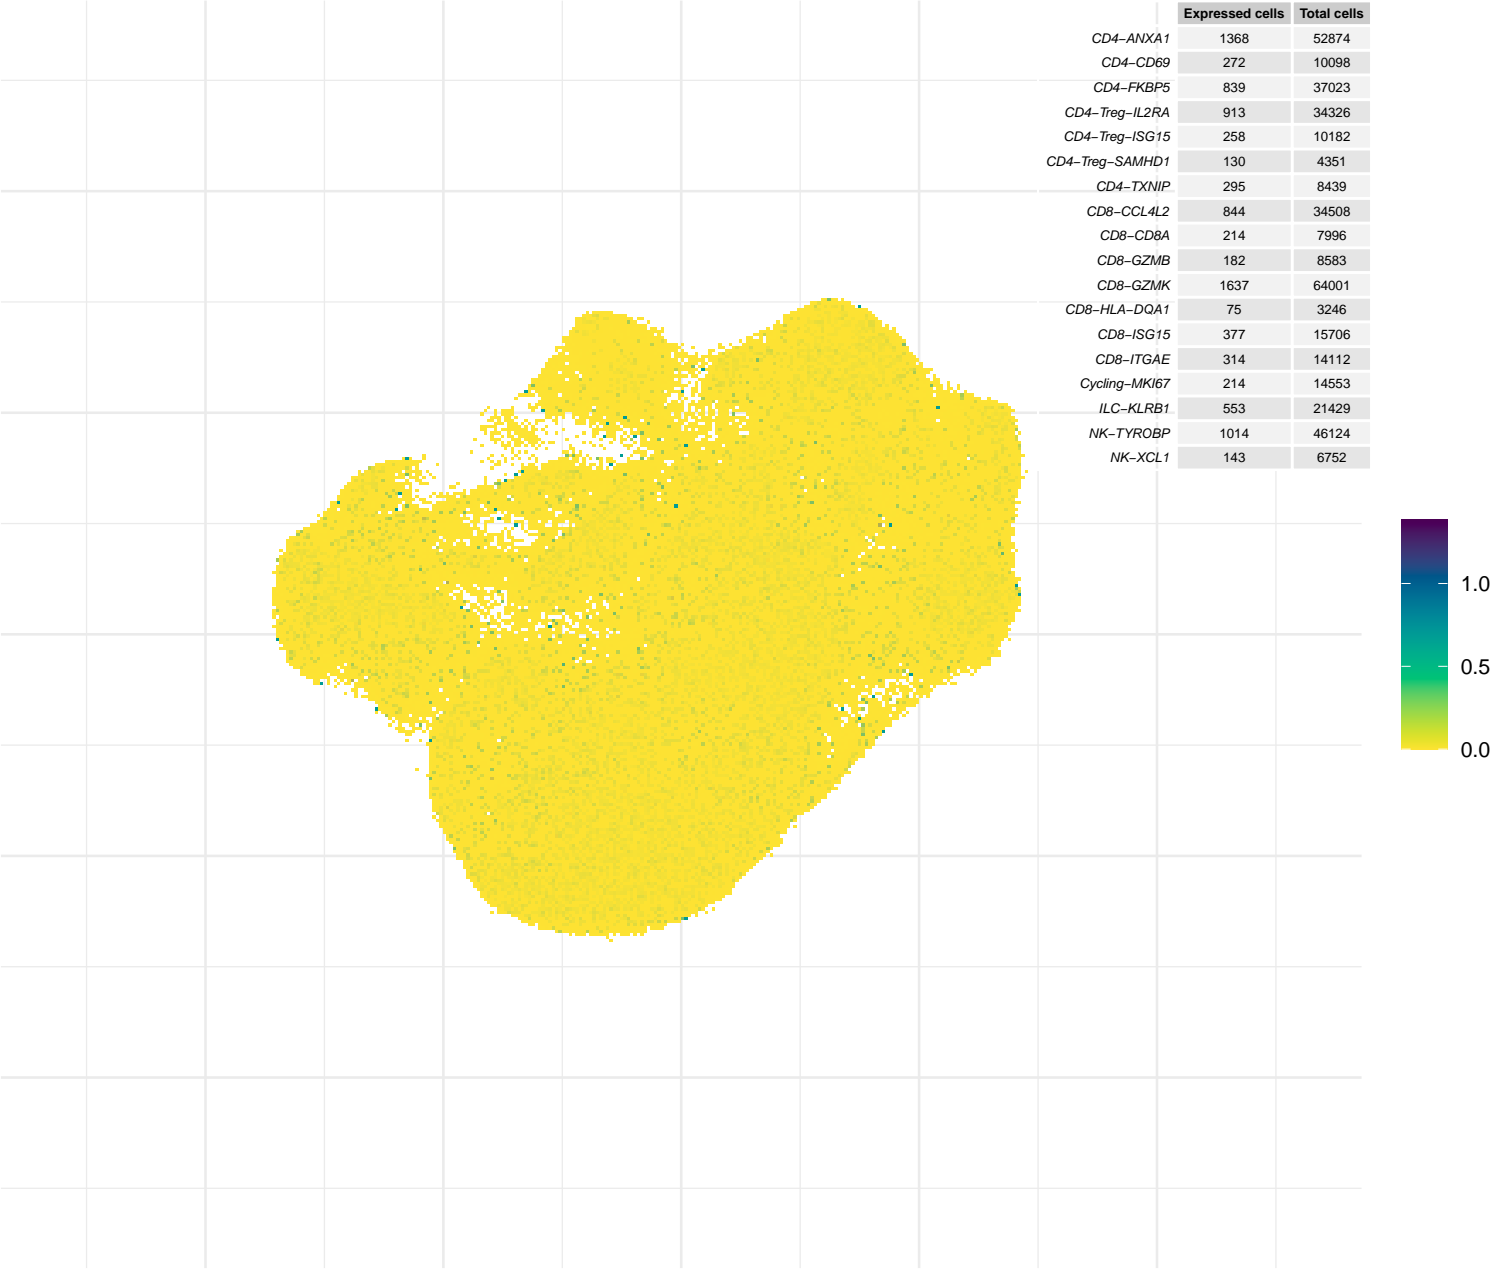 Expressed cells Total cells
CD4−ANXA1 1368 52874
CD4−CD69 272 10098
CD4−FKBP5 839 37023
CD4−Treg−IL2RA 913 34326
CD4−Treg−ISG15 258 10182
CD4−Treg−SAMHD1 130 4351
CD4−TXNIP 295 8439
CD8−CCL4L2 844 34508
CD8−CD8A 214 7996
CD8−GZMB 182 8583
CD8−GZMK 1637 64001
CD8−HLA−DQA1 75 3246
CD8−ISG15 377 15706
CD8−ITGAE 314 14112
Cycling−MKI67 214 14553
ILC−KLRB1 553 21429
NK−TYROBP 1014 46124
NK−XCL1 143 6752
1.0
0.5
0.0